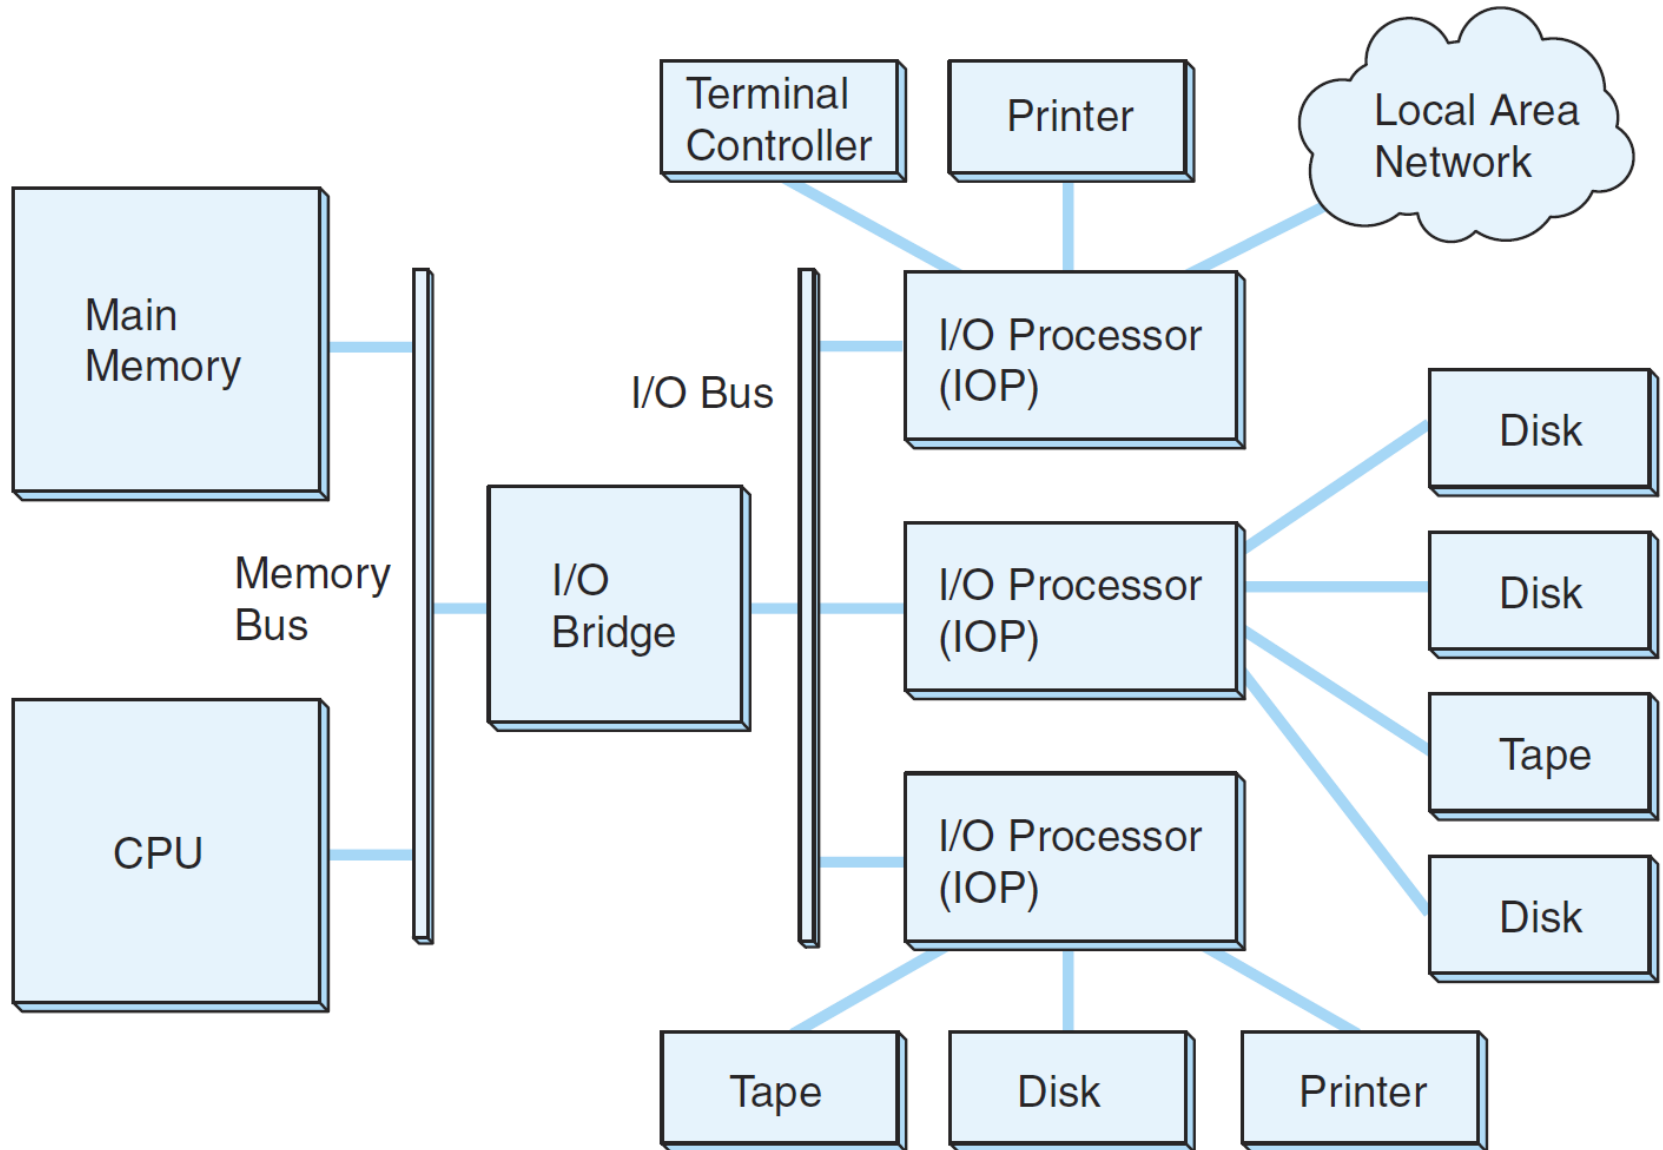 Terminal
Controller
Printer
Local Area
Network
Main
Memory
I/O Bus
I/O Processor
(IOP)
Disk
Memory
Bus
I/O
Bridge
I/O Processor
(IOP)
Disk
Tape
CPU
I/O Processor
(IOP)
Disk
Tape
Disk
Printer